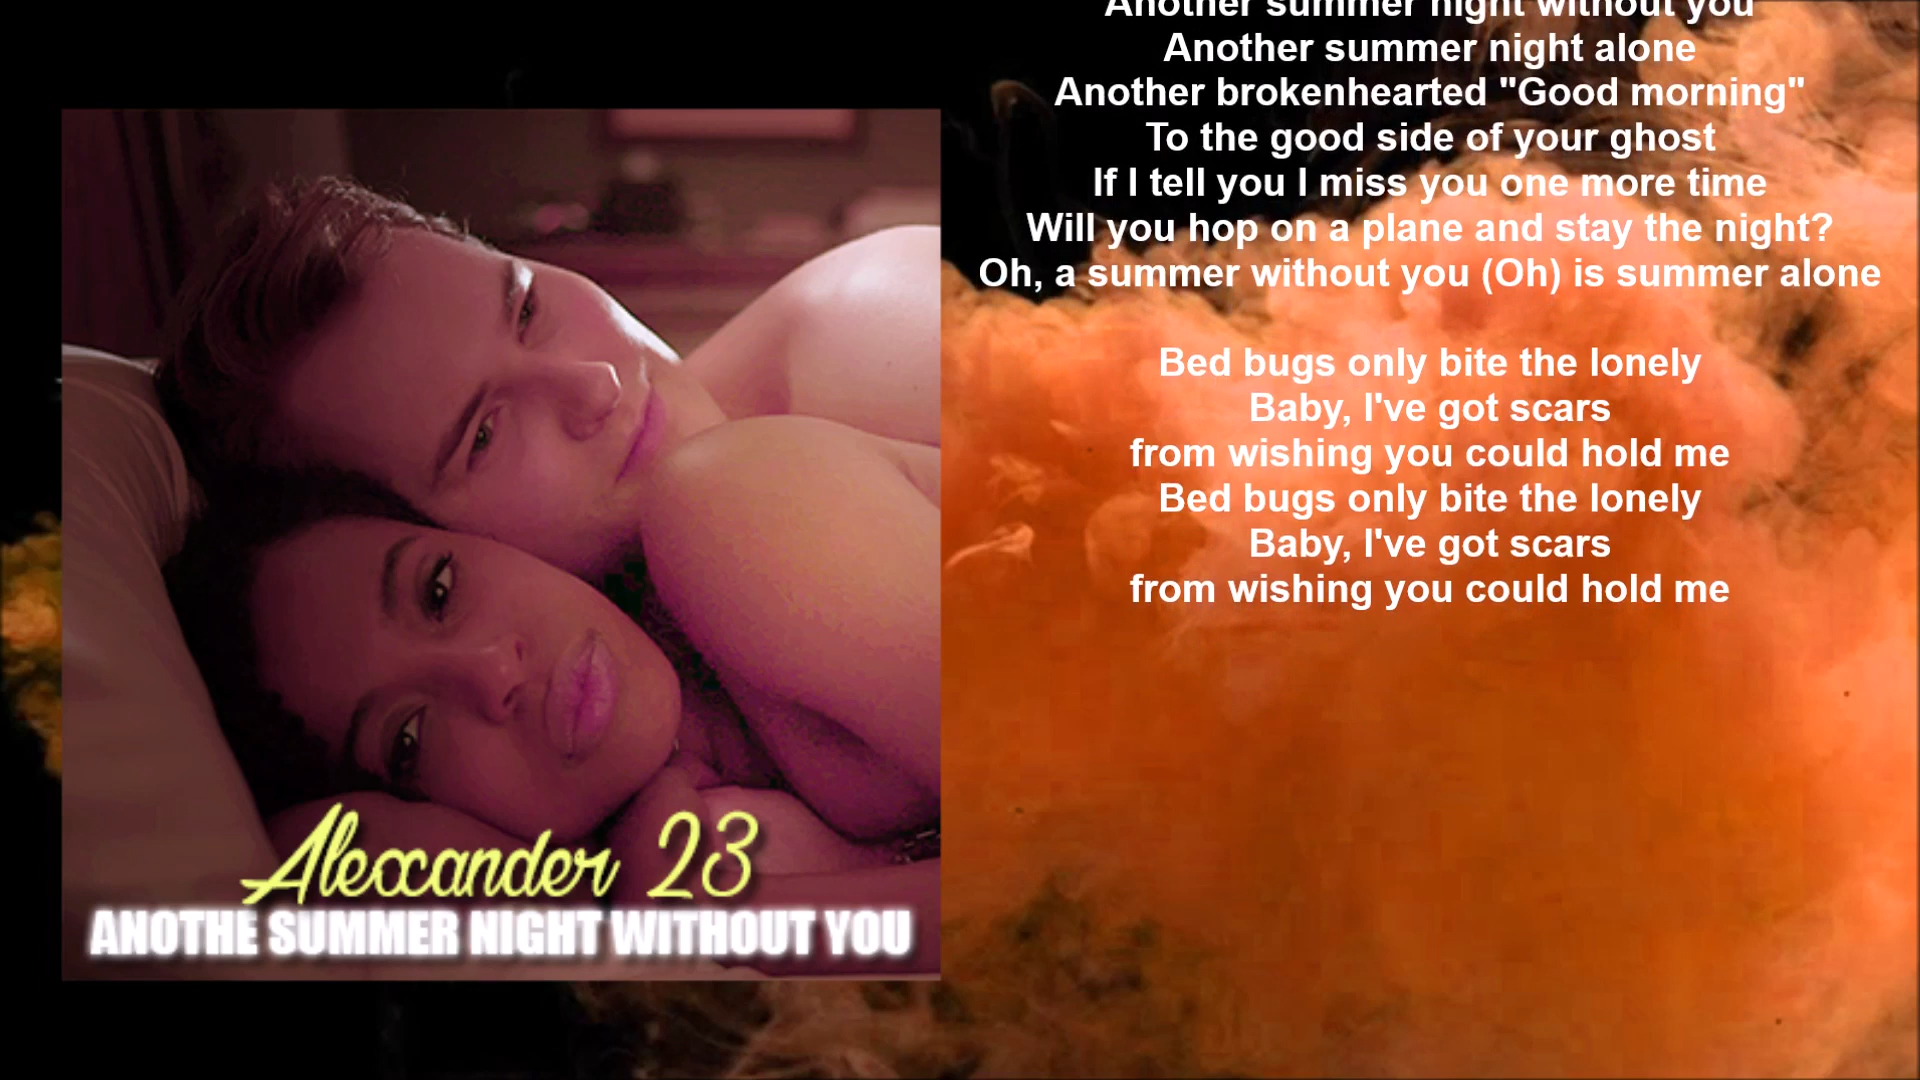 Another summer night without you
Another summer night alone
Another brokenhearted "Good morning"
To the good side of your ghost
If I tell you I miss you one more time
Will you hop on a plane and stay the night?
Oh, a summer without you (Oh) is summer alone
Bed bugs only bite the lonely
Baby, I've got scars
from wishing you could hold me
Bed bugs only bite the lonely
Baby, I've got scars
from wishing you could hold me
Alexander 23
ANOTHE SUMMER NIGHT WITHOUT YOU